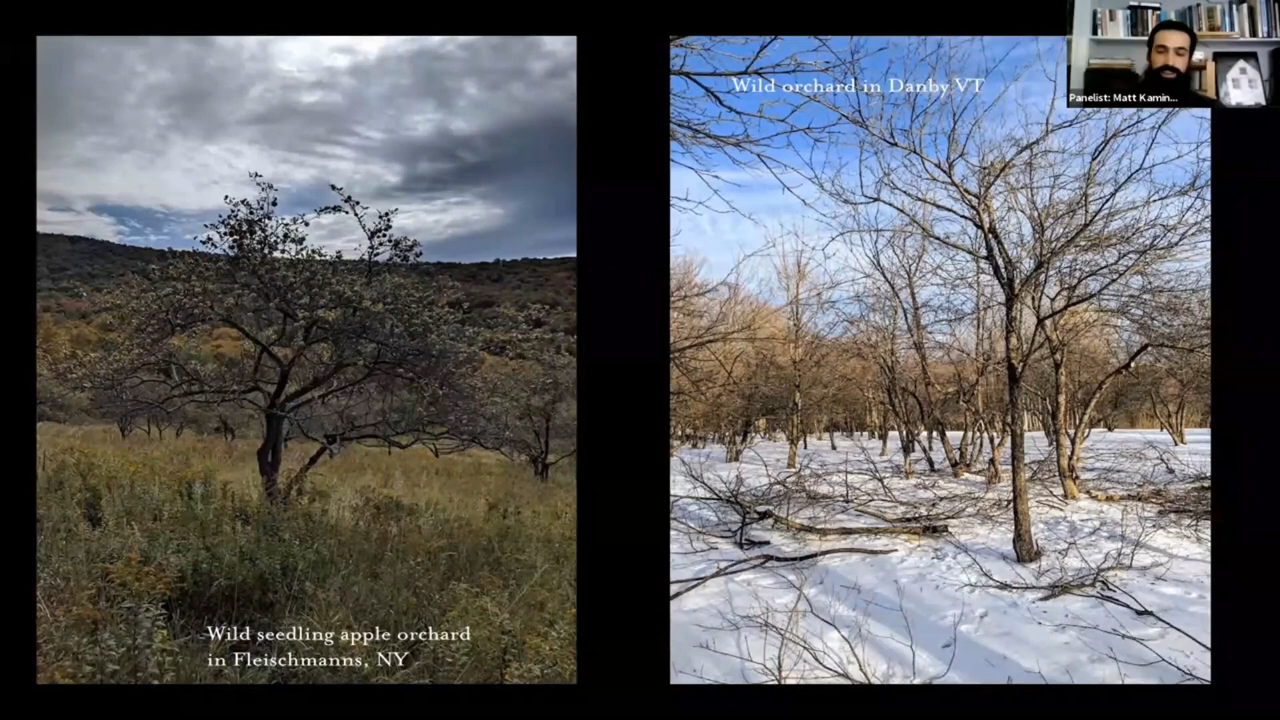 Wild orchard in Danby VT
Panelist: Matt Kamin...
Wild seedling apple orchard
in Fleischmanns, NY